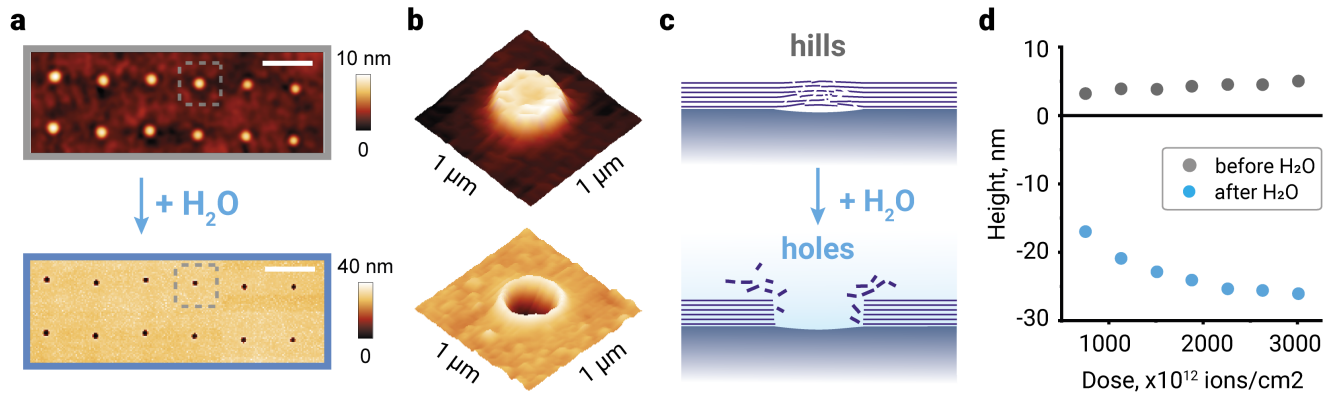 a
10 nm
0
+ H₂O
40 nm
0
b
1 µm
1 µm
1 µm
1 µm
c
hills
+ H₂O
holes
d
10
0
-10
-20
-30
Height, nm
before H₂O
after H₂O
1000
2000
3000
Dose, x10¹² ions/cm2